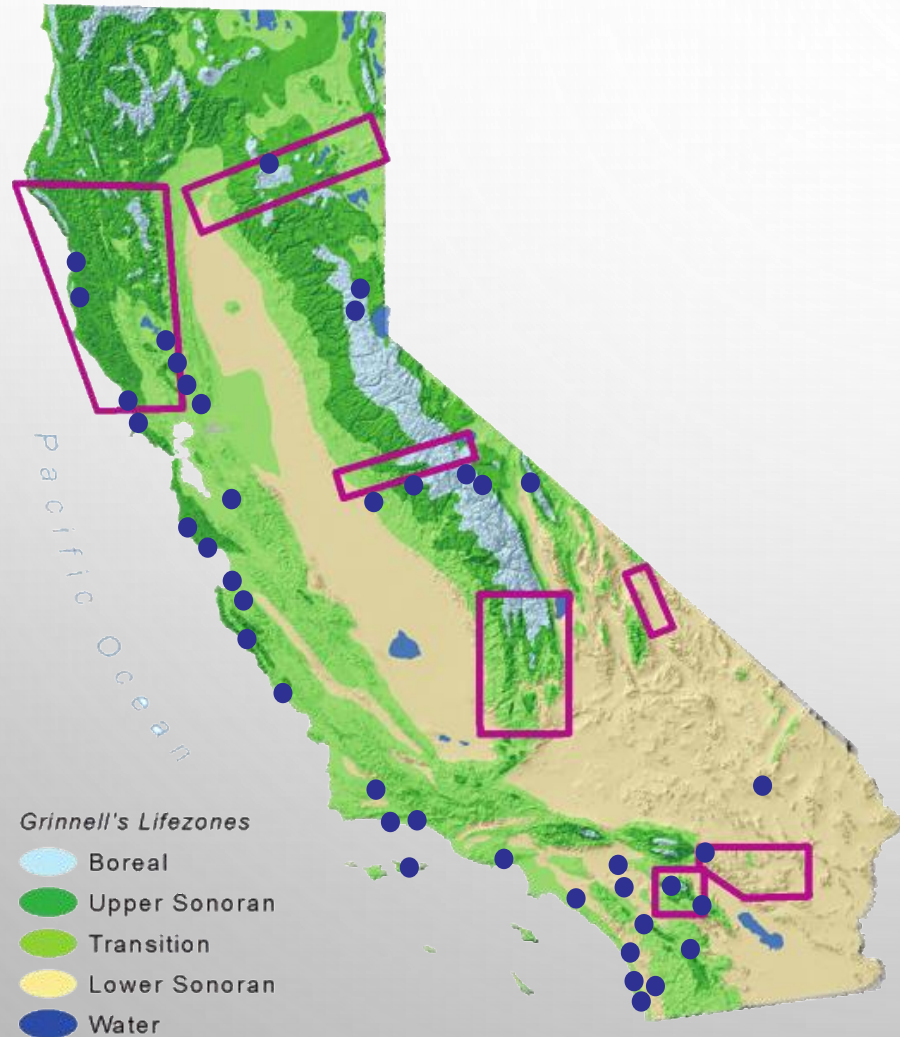 Pacific Ocean
Grinnell's Lifezones
Boreal
Upper Sonoran
Transition
Lower Sonoran
Water